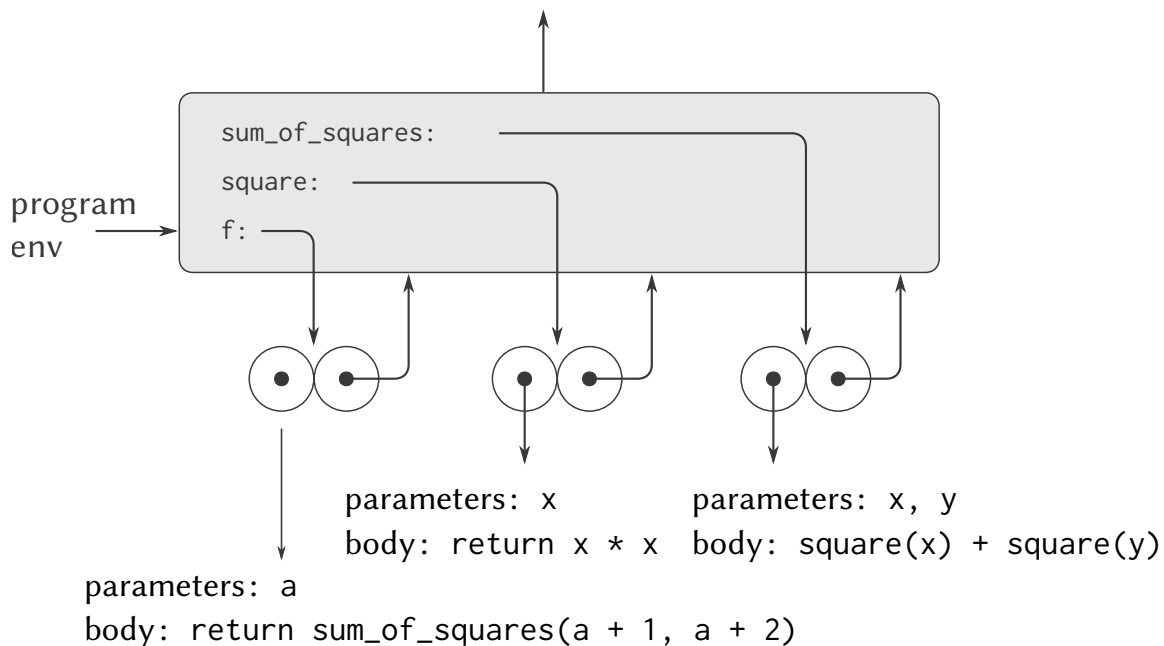 sum_of_squares:
square:
program
env
f:
parameters: x
body: return x * x
parameters: x, y
body: square(x) + square(y)
parameters: a
body: return sum_of_squares(a + 1, a + 2)